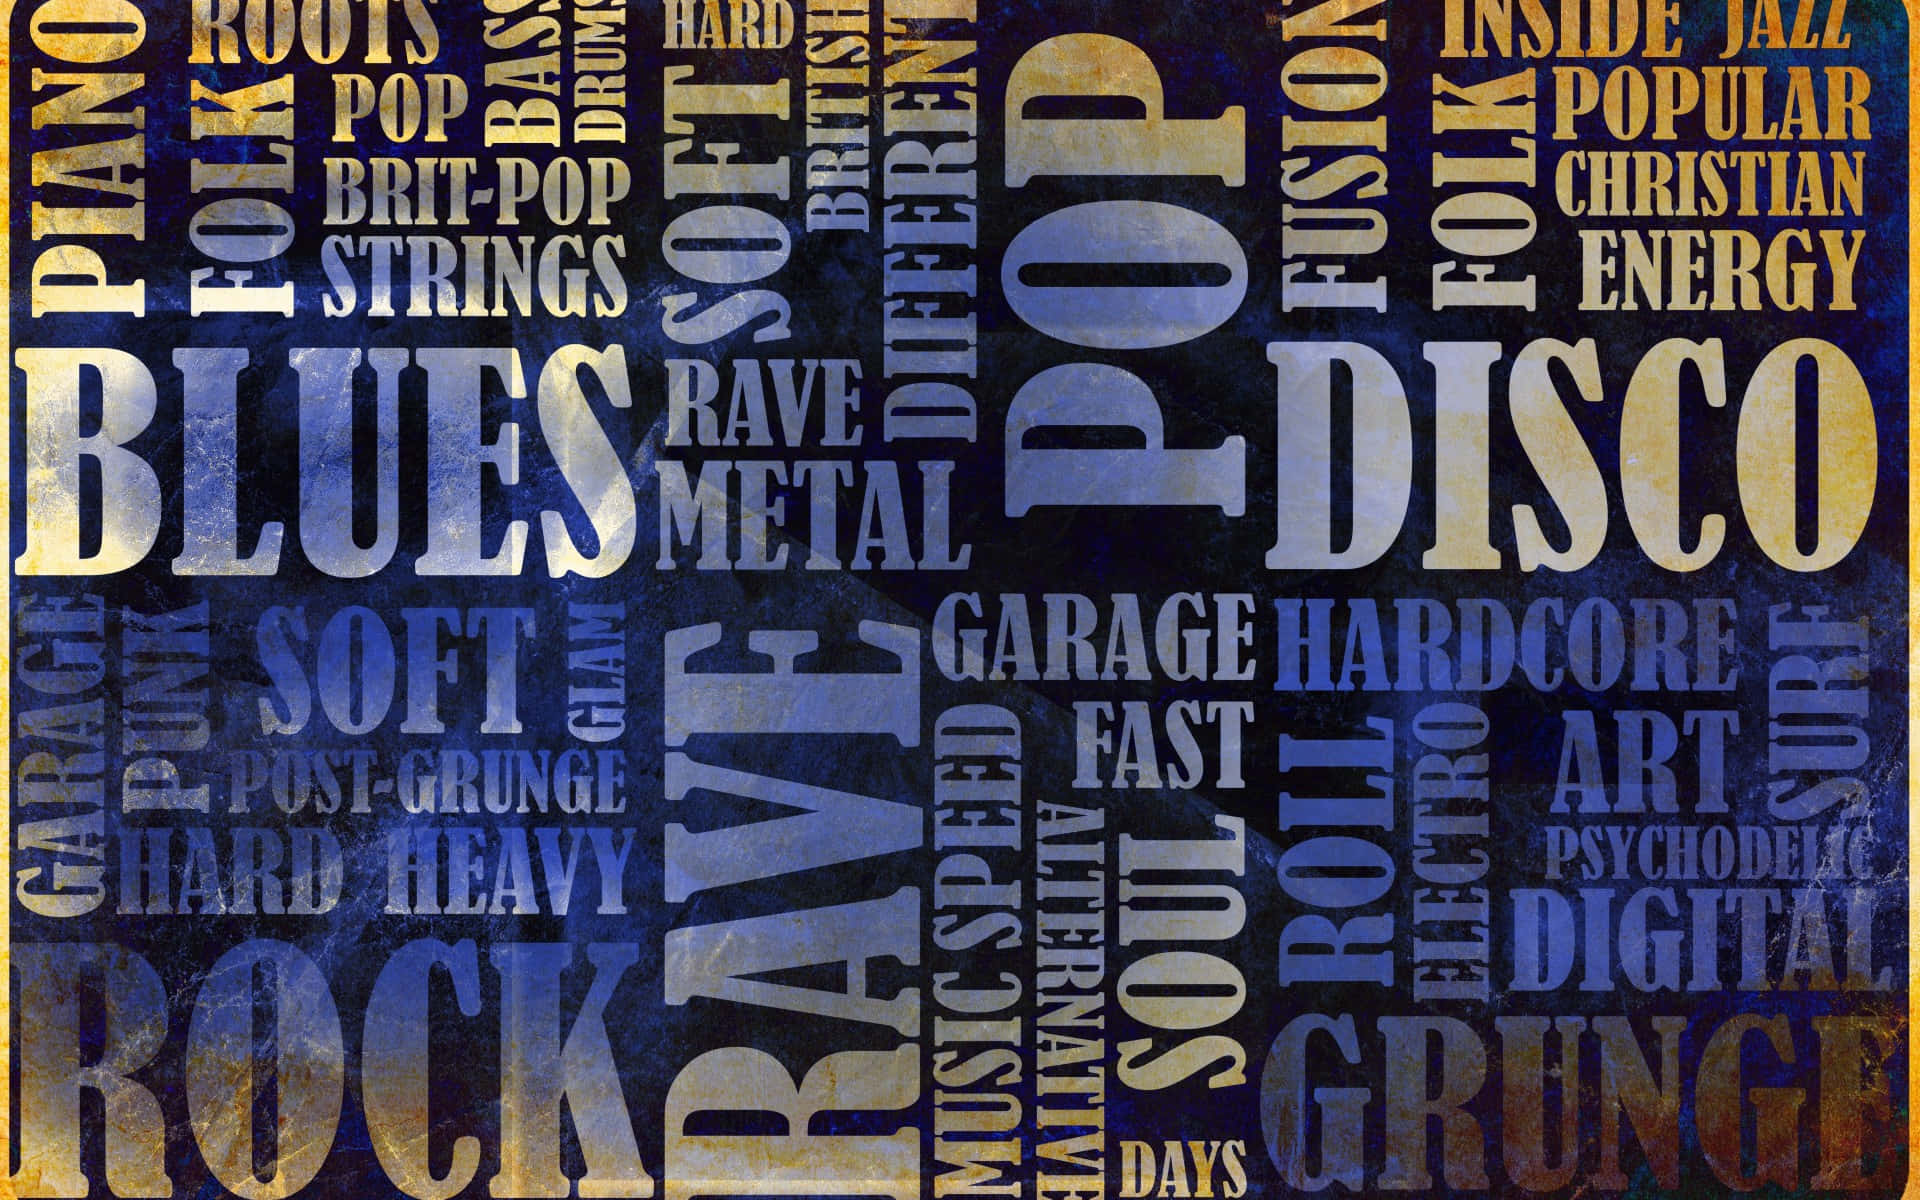 PIANO
ROOTS
FOLK
POP
BASS
DRUMS
BRIT-POP
STRINGS
HARD
SOFT
BRITISH
DIFFERENT
RAVE
METAL
POP
FUSION
INSIDE JAZZ
FOLK
POPULAR
CHRISTIAN
ENERGY
BLUES
DISCO
GARAGE
PUNK
SOFT
GLAM
POST-GRUNGE
HARD HEAVY
ROCK
RAVE
GARAGE
FAST
MUSIC SPEED
ALTERNATIVE
SOUL
DAYS
HARDCORE
SURF
ROLL
ELECTRO
ART
PSYCHODELIC
DIGITAL
GRUNGE